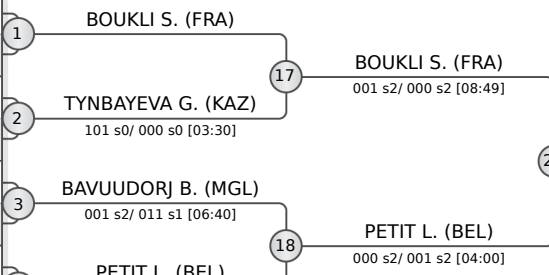 BOUKLI S. (FRA)
1
17
BOUKLI S. (FRA)
001 s2/ 000 s2 [08:49]
TYNBAYEVA G. (KAZ)
2
101 s0/ 000 s0 [03:30]
BAVUUDORJ B. (MGL)
3
001 s2/ 011 s1 [06:40]
PETIT L. (BEL)
18
000 s2/ 001 s2 [04:00]
PETIT L. (BEL)